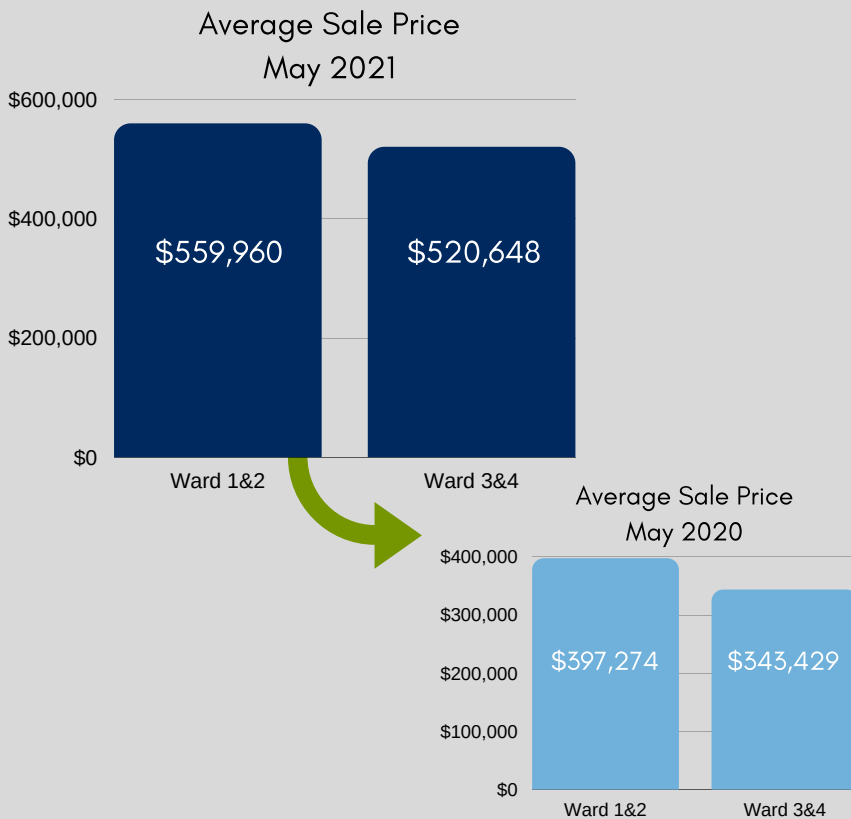 Average Sale Price
May 2021
$600,000
$400,000
$559,960
$520,648
$200,000
$0
Ward 1&2
Ward 3&4
Average Sale Price
May 2020
$400,000
$300,000
$397,274
$343,429
$200,000
$100,000
$0
Ward 1&2
Ward 3&4